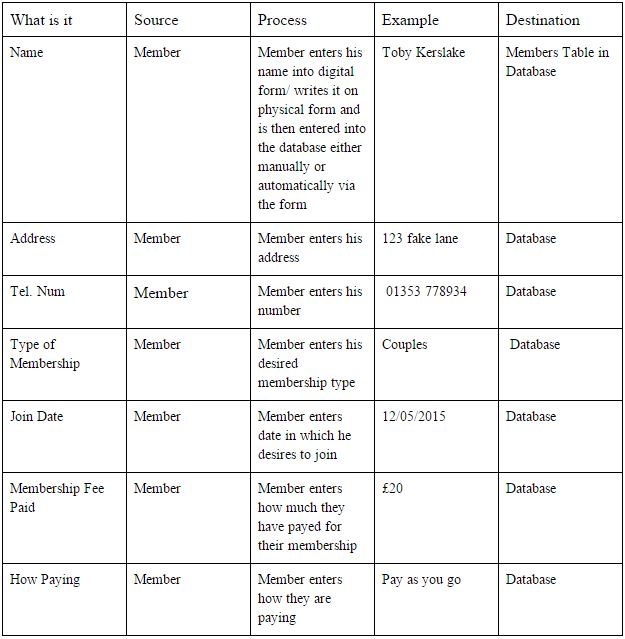 What is it Source Process Example Destination
Name Member Member enters his Toby Kerslake Members Table in
name into digital Database
form/ writes it on
physical form and
is then entered into
the database either
manually or
automatically via
the form
Address Member Member enters his 123 fake lane Database
address
Tel. Num Member Member enters his 01353 778934 Database
number
Type of Member Member enters his Couples Database
Membership desired
membership type
Join Date Member Member enters 12/05/2015 Database
date in which he
desires to join
Membership Fee Member Member enters £20 Database
Paid how much they
have payed for
their membership
How Paying Member Member enters Pay as you go Database
how they are
paying